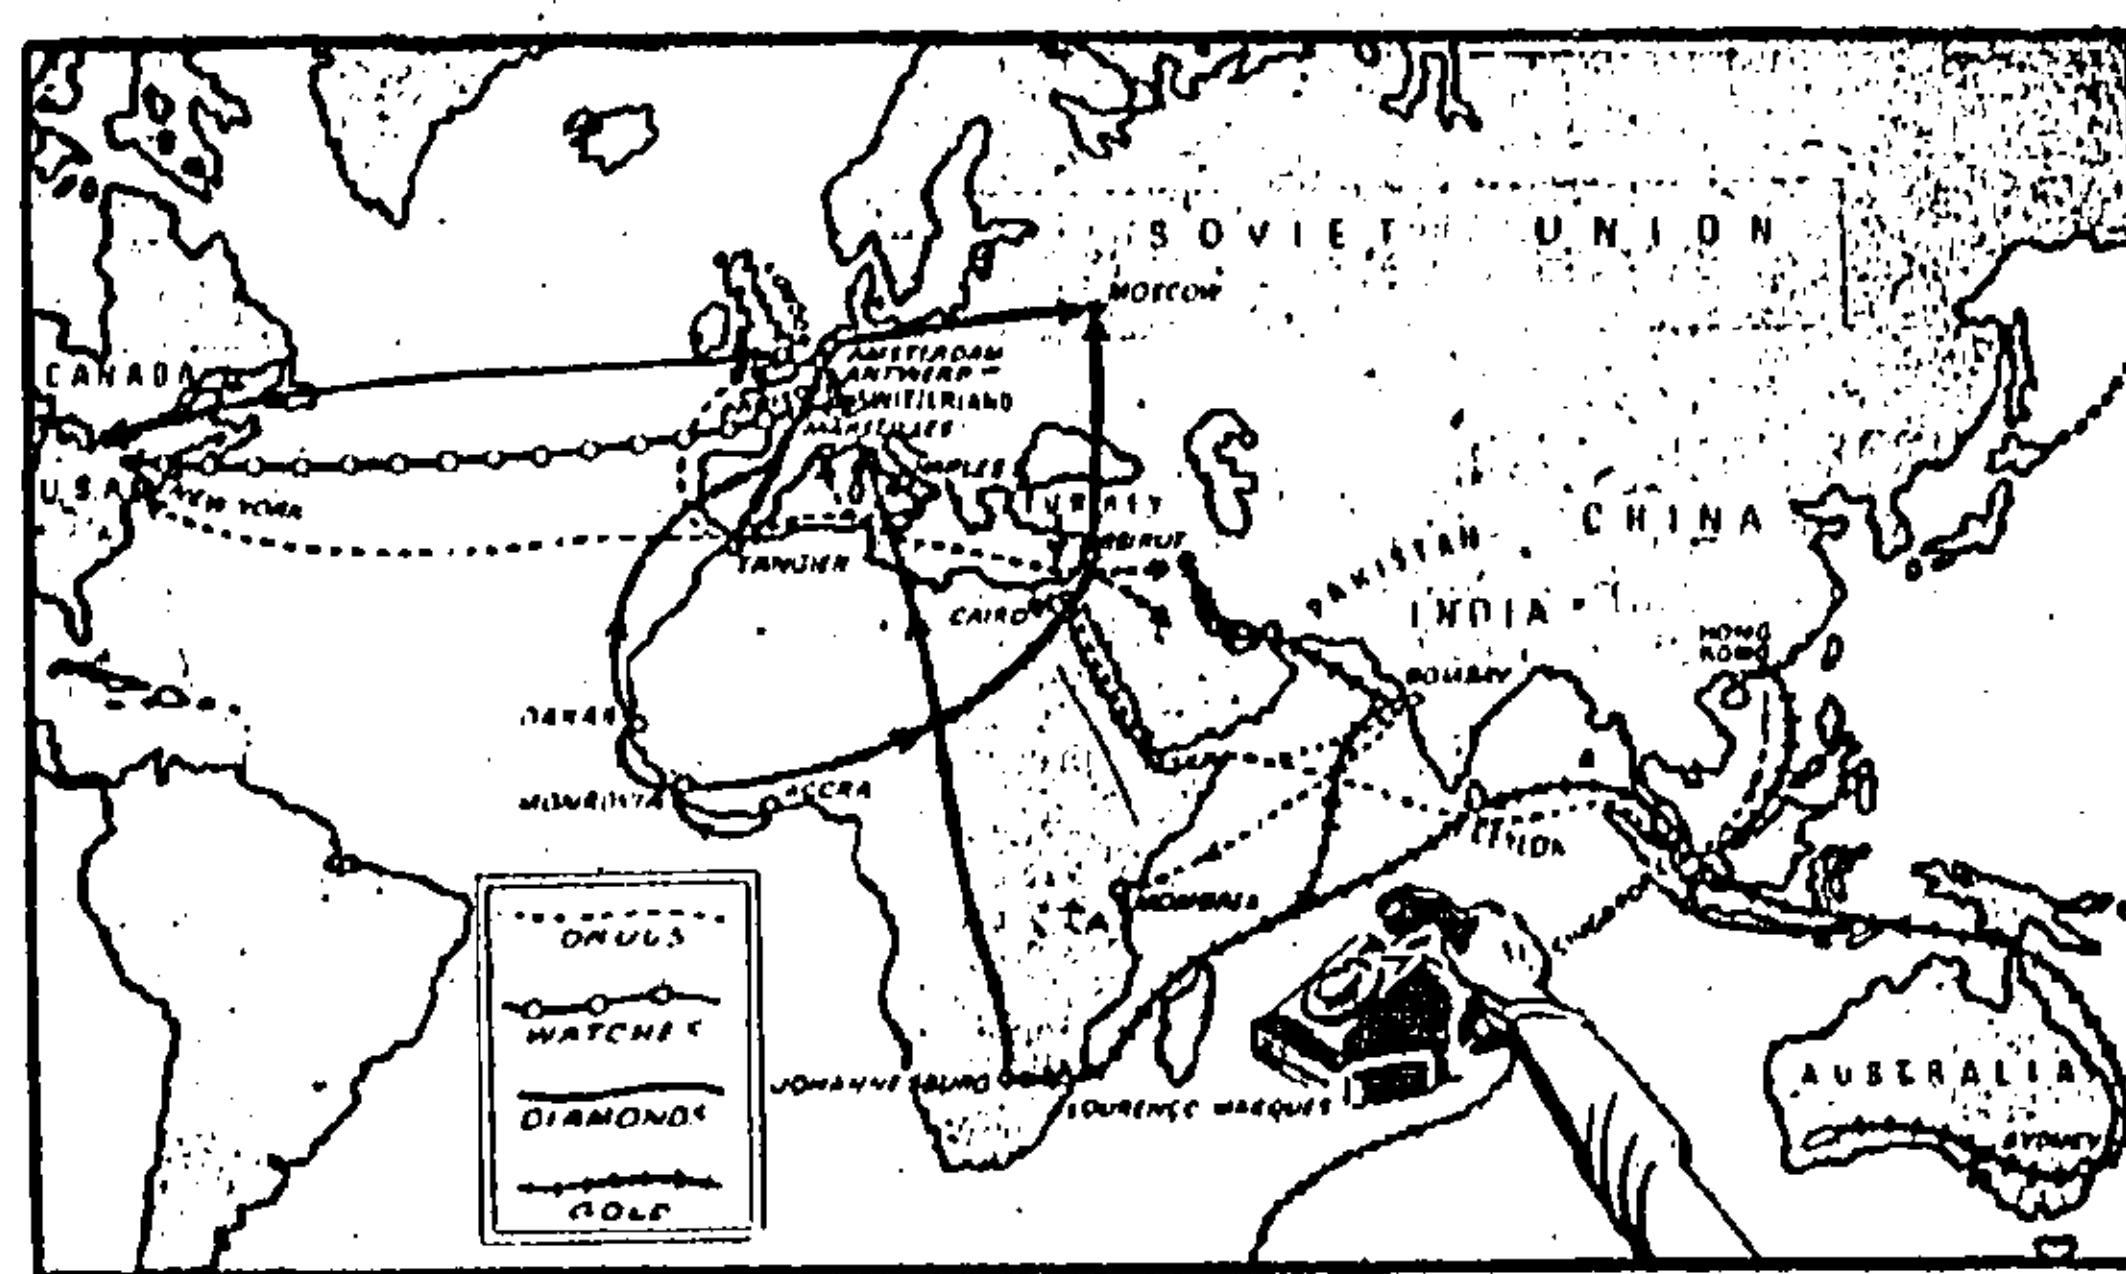 SOVIET UNION
MOSCOW
CANADA
AMSTERDAM
ANTWERP
SWITZERLAND
MARSEILLES
NAPLES
U.S.A.
NEW YORK
TURKEY
CHINA
TANGIER
BEIRUT
PAKISTAN
INDIA
CAIRO
HONG
KONG
BOMBAY
DAKAR
MONROVIA
ACCRA
CEYLON
MOMBASA
DRUGS
WATCHES
DIAMONDS
GOLD
JOHANNESBURG
LOURENCO MARQUES
AUSTRALIA
SYDNEY